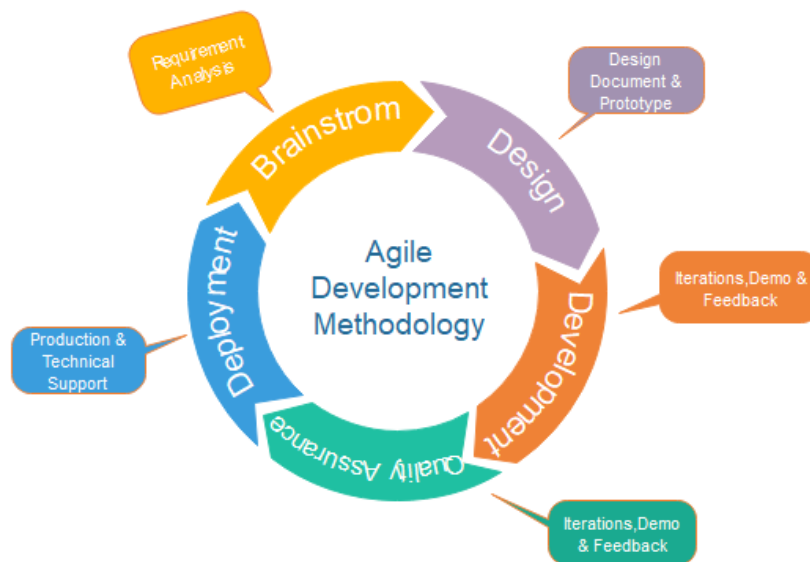 Requirement
Analysis
Brainstrom
Design
Document &
Prototype
Design
Iterations,Demo &
Feedback
Development
Agile
Development
Methodology
Production &
Technical
Support
Deployment
Quality Assurance
Iterations,Demo
& Feedback